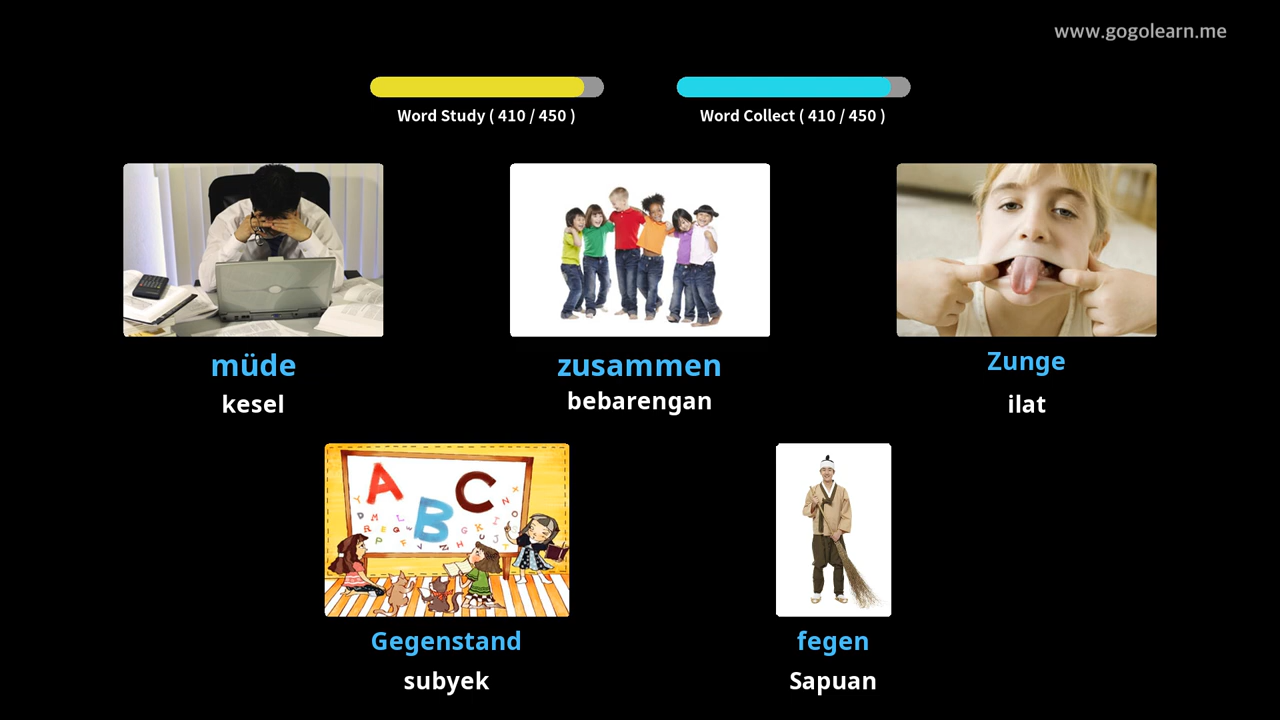 www.gogolearn.me
Word Study ( 410 / 450 )
Word Collect ( 410 / 450 )
müde
kesel
zusammen
bebarengan
Zunge
ilat
A B C
Gegenstand
subyek
fegen
Sapuan